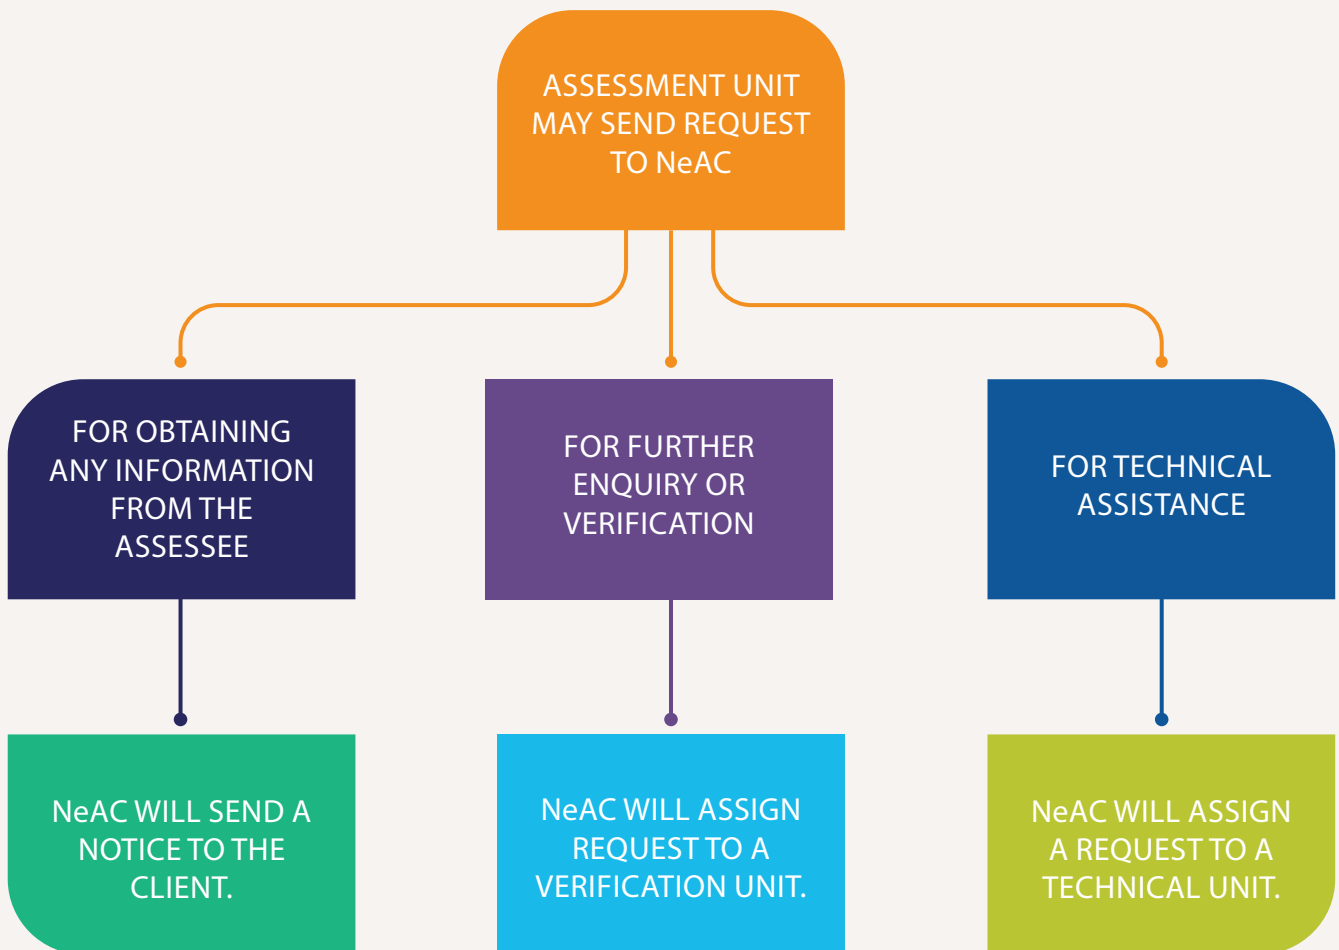 ASSESSMENT UNIT
MAY SEND REQUEST
TO NeAC
FOR OBTAINING
ANY INFORMATION
FROM THE
ASSESSEE
FOR FURTHER
ENQUIRY OR
VERIFICATION
FOR TECHNICAL
ASSISTANCE
NeAC WILL SEND A
NOTICE TO THE
CLIENT.
NeAC WILL ASSIGN
REQUEST TO A
VERIFICATION UNIT.
NeAC WILL ASSIGN
A REQUEST TO A
TECHNICAL UNIT.